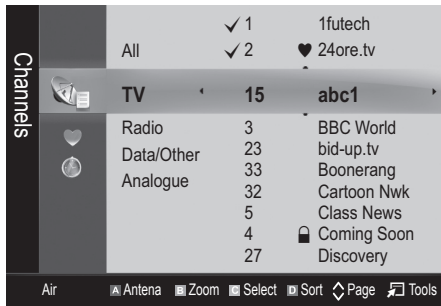 Channels
✓ 1 1futech
All ✓ 2 ♥ 24ore.tv
TV 15 abc1
Radio 3 BBC World
Data/Other 23 bid-up.tv
Analogue 33 Boonerang
32 Cartoon Nwk
5 Class News
4 Coming Soon
27 Discovery
Air A Antena B Zoom C Select D Sort Page Tools